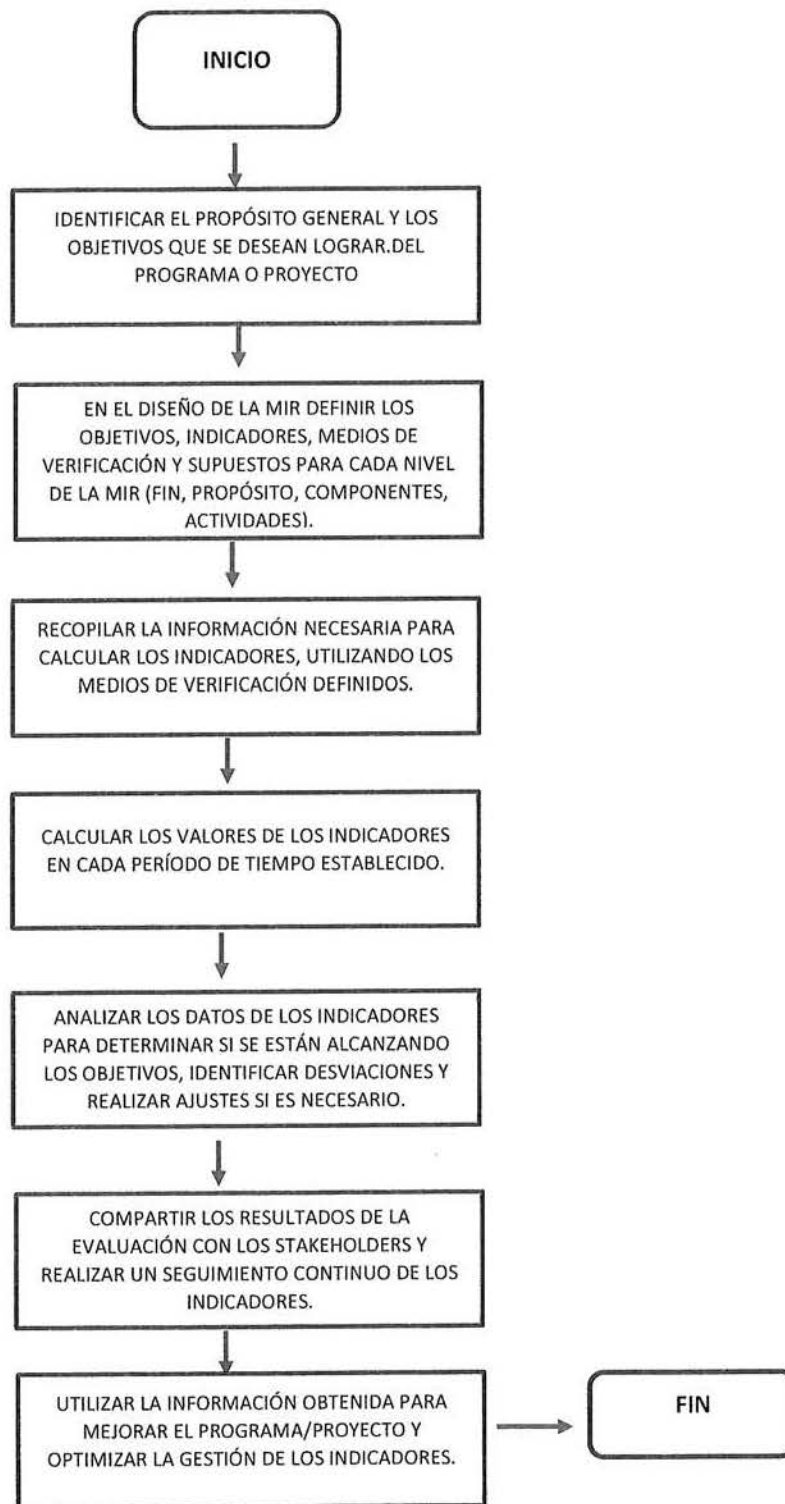 INICIO
IDENTIFICAR EL PROPÓSITO GENERAL Y LOS
OBJETIVOS QUE SE DESEAN LOGRAR.DEL
PROGRAMA O PROYECTO
EN EL DISEÑO DE LA MIR DEFINIR LOS
OBJETIVOS, INDICADORES, MEDIOS DE
VERIFICACIÓN Y SUPUESTOS PARA CADA NIVEL
DE LA MIR (FIN, PROPÓSITO, COMPONENTES,
ACTIVIDADES).
RECOPILAR LA INFORMACIÓN NECESARIA PARA
CALCULAR LOS INDICADORES, UTILIZANDO LOS
MEDIOS DE VERIFICACIÓN DEFINIDOS.
CALCULAR LOS VALORES DE LOS INDICADORES
EN CADA PERÍODO DE TIEMPO ESTABLECIDO.
ANALIZAR LOS DATOS DE LOS INDICADORES
PARA DETERMINAR SI SE ESTÁN ALCANZANDO
LOS OBJETIVOS, IDENTIFICAR DESVIACIONES Y
REALIZAR AJUSTES SI ES NECESARIO.
COMPARTIR LOS RESULTADOS DE LA
EVALUACIÓN CON LOS STAKEHOLDERS Y
REALIZAR UN SEGUIMIENTO CONTINUO DE LOS
INDICADORES.
UTILIZAR LA INFORMACIÓN OBTENIDA PARA
MEJORAR EL PROGRAMA/PROYECTO Y
OPTIMIZAR LA GESTIÓN DE LOS INDICADORES.
FIN